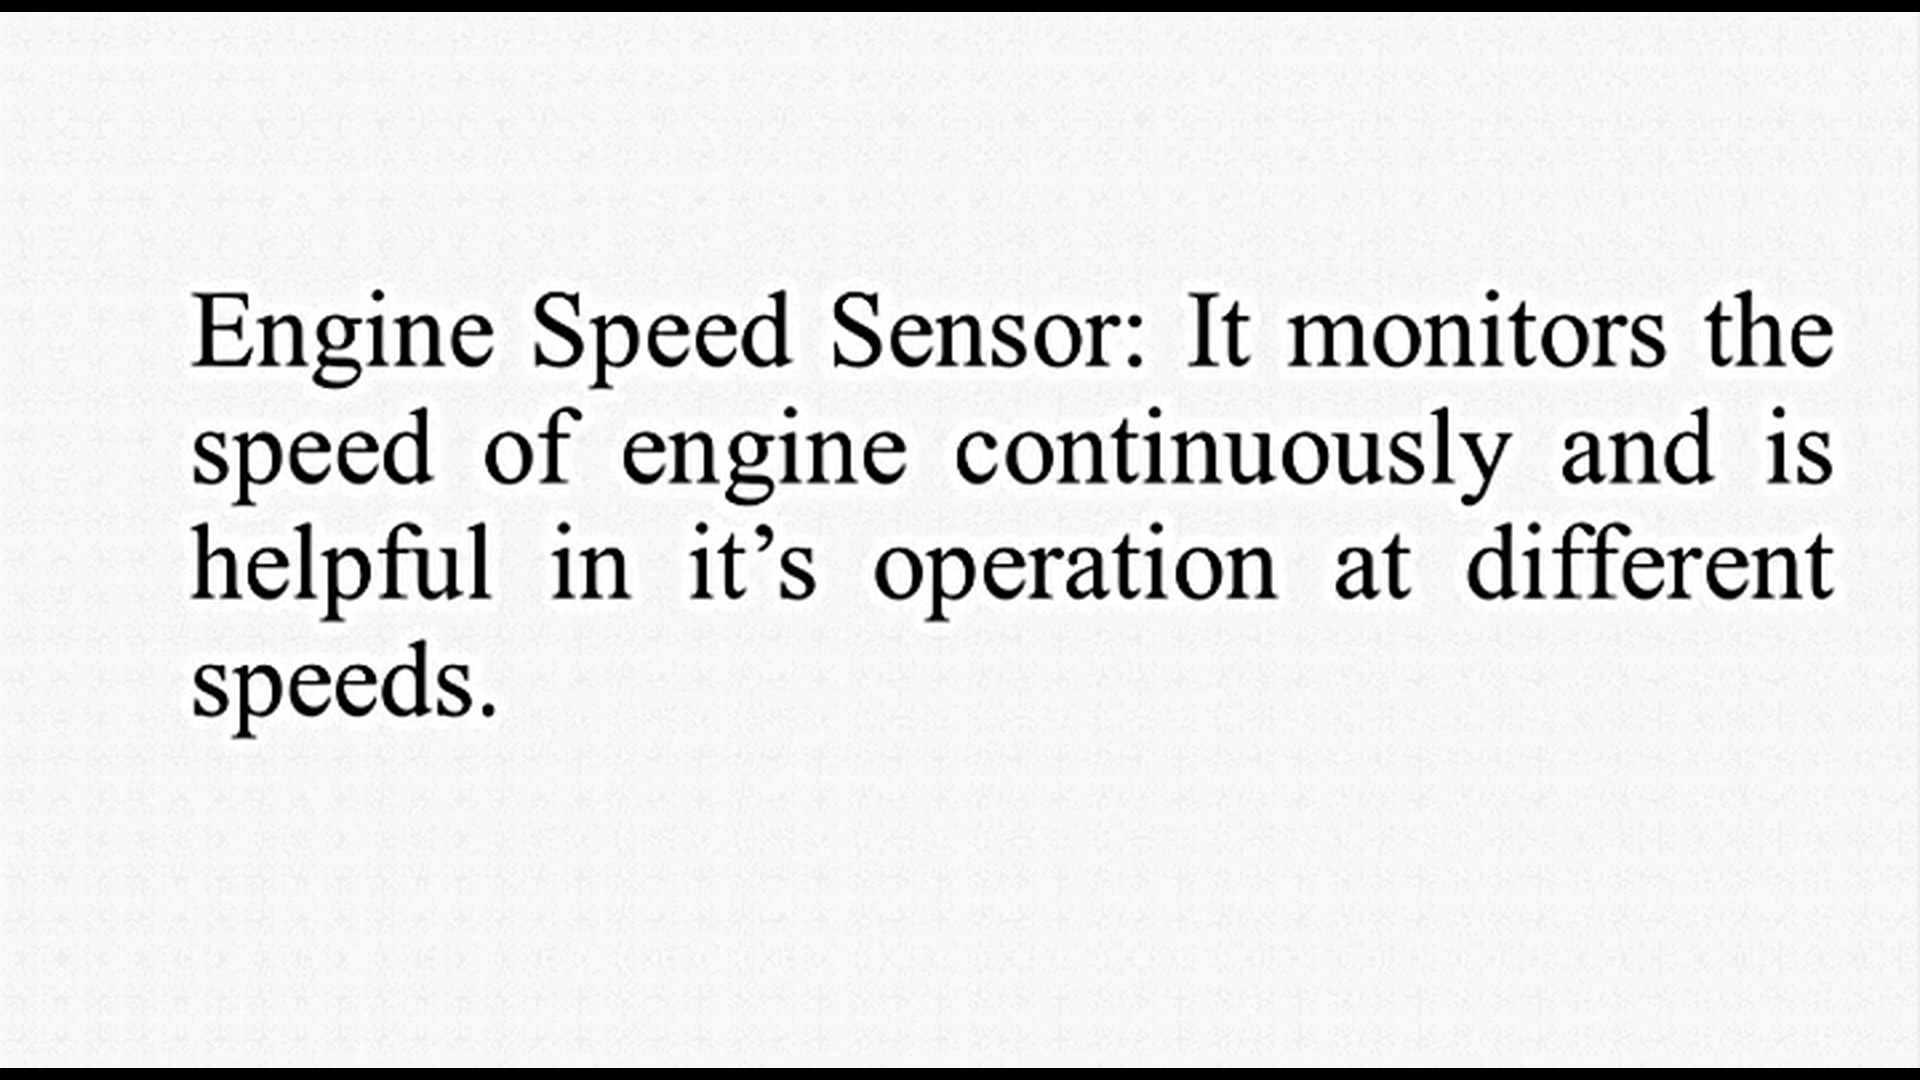 Engine Speed Sensor: It monitors the
speed of engine continuously and is
helpful in it’s operation at different
speeds.